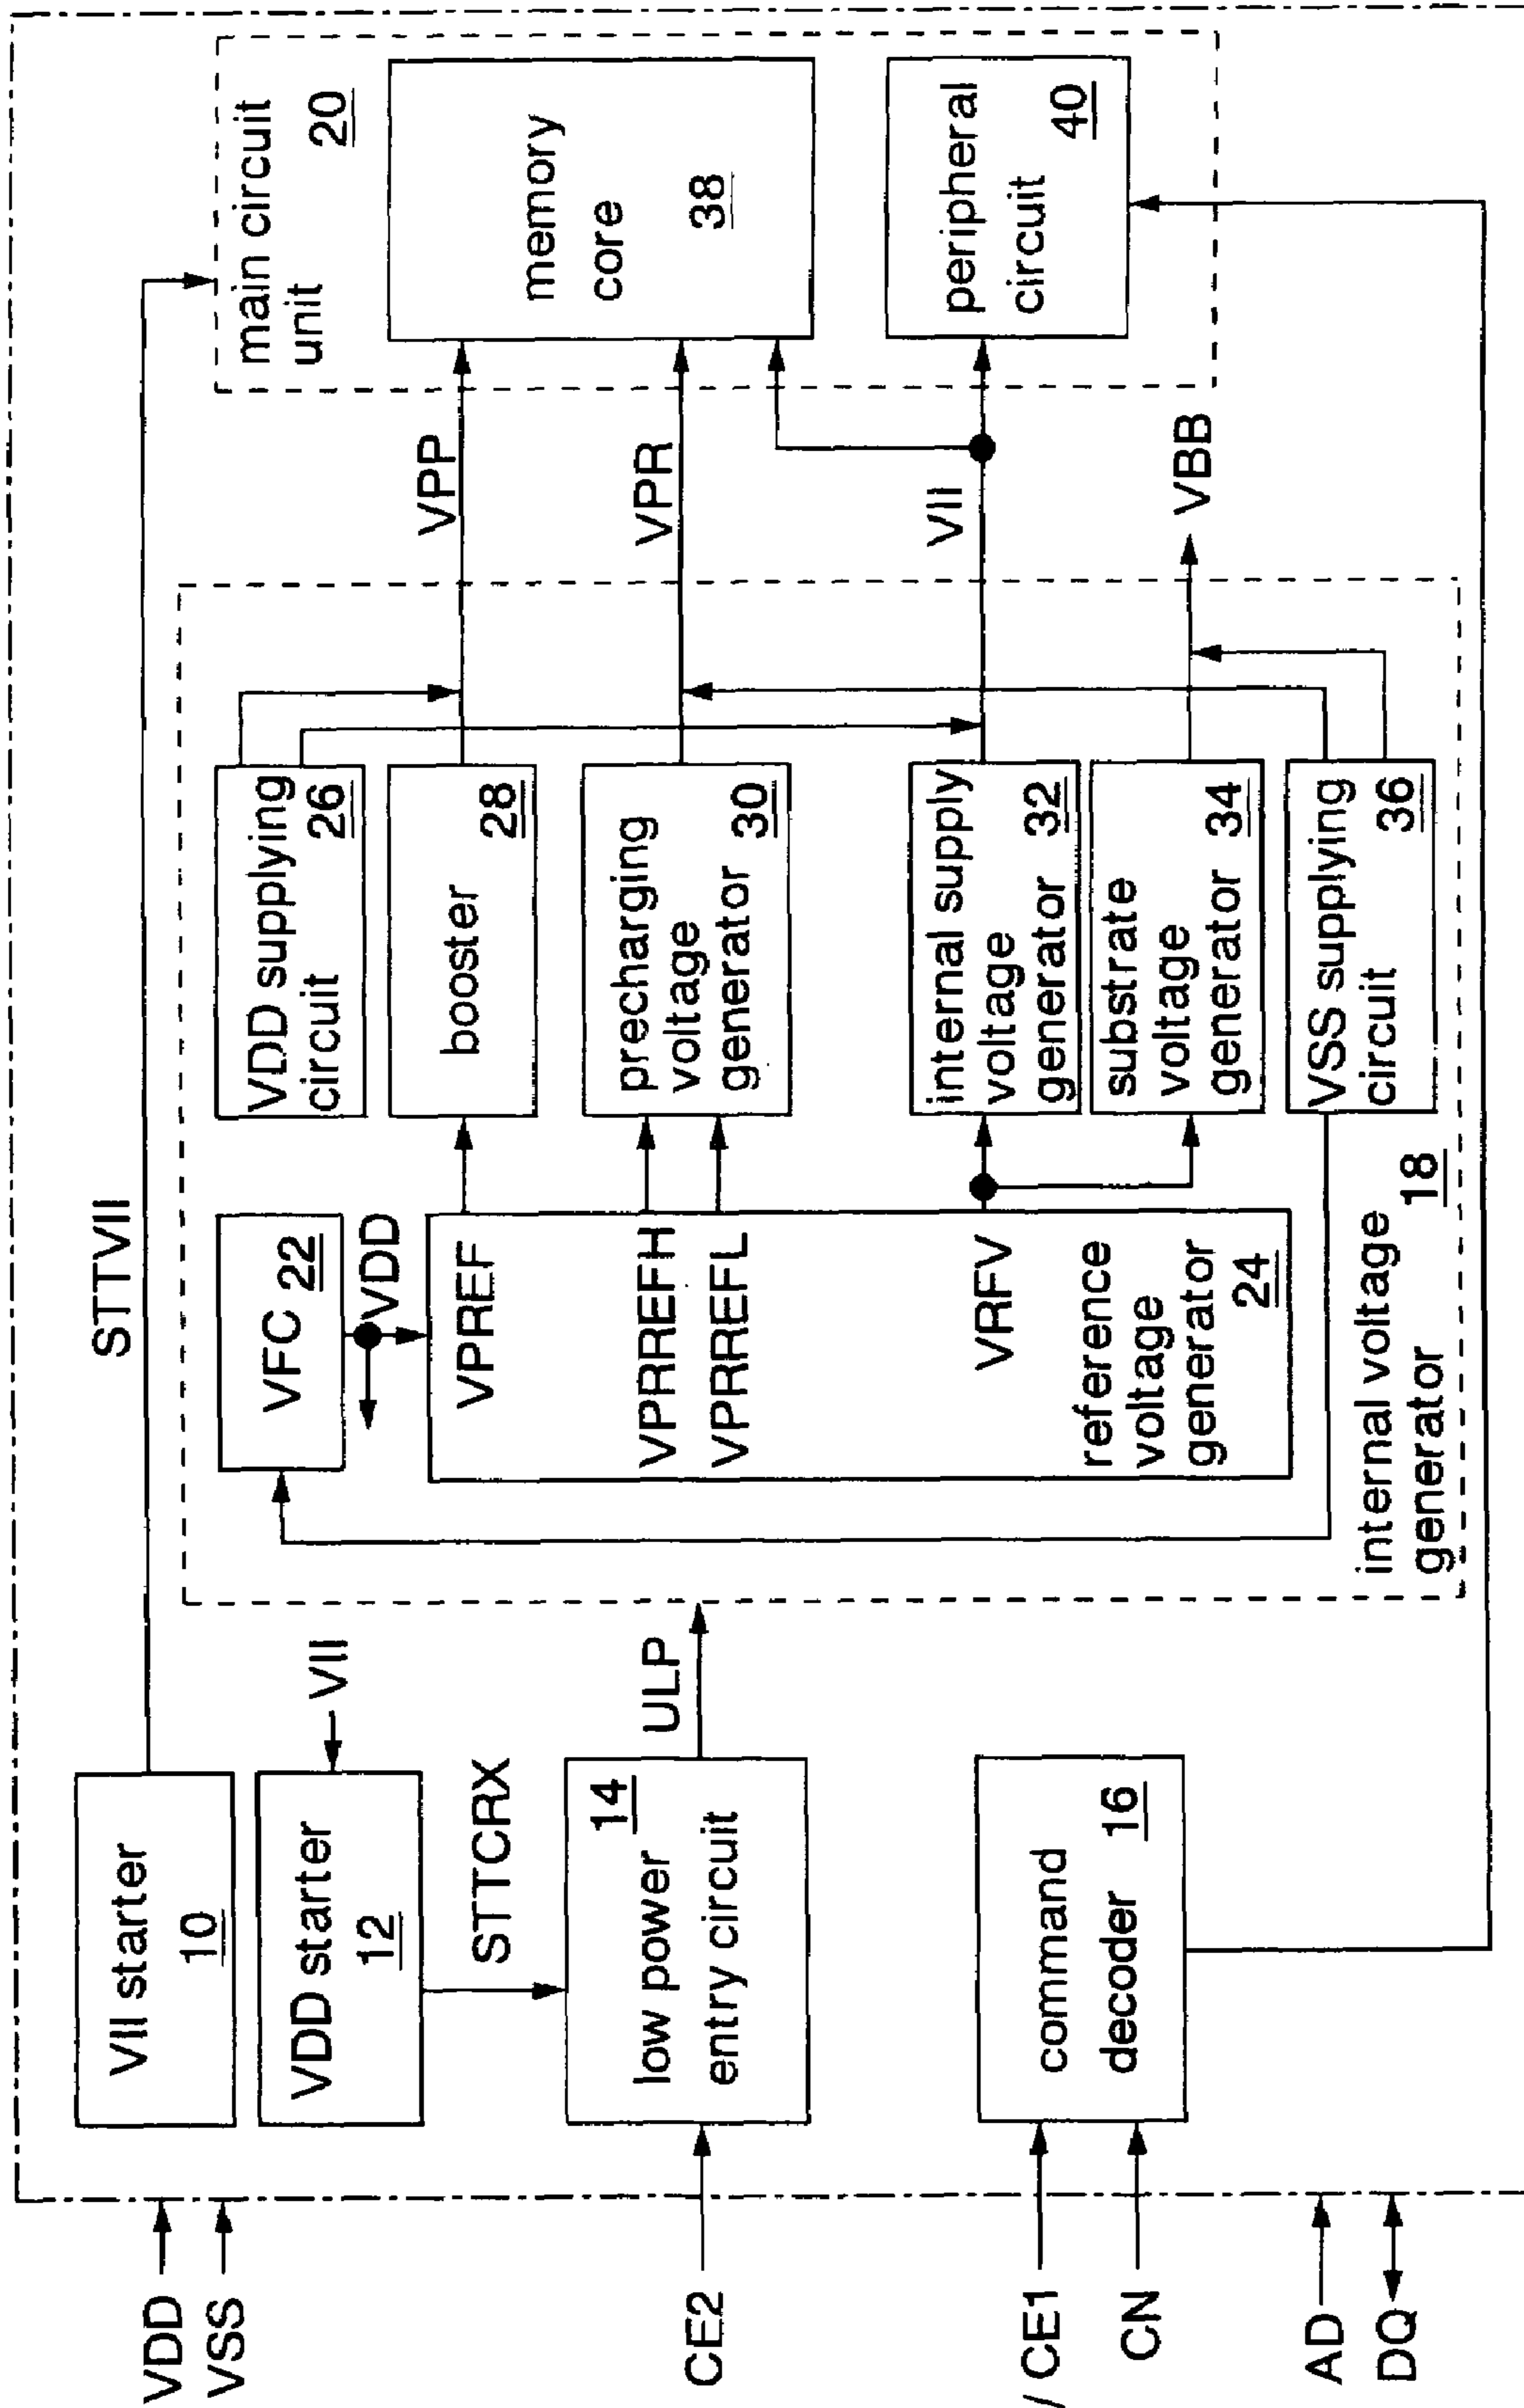 VDD
VSS
CE2
/ CE1
CN
AD
DQ
VII starter
10
VDD starter
12
VII
STTCRX
low power
14
entry circuit
ULP
command
decoder 16
STTVII
VFC 22
VDD
VPREF
VPRREFH
VPRREFL
VRFV
reference
voltage
generator
24
internal voltage
generator
18
VDD supplying
circuit
26
booster
28
precharging
voltage
generator 30
internal supply
voltage
generator 32
substrate
voltage
generator 34
VSS supplying
circuit
36
VPP
VPR
VII
VBB
main circuit
unit
20
memory
core
38
peripheral
circuit
40